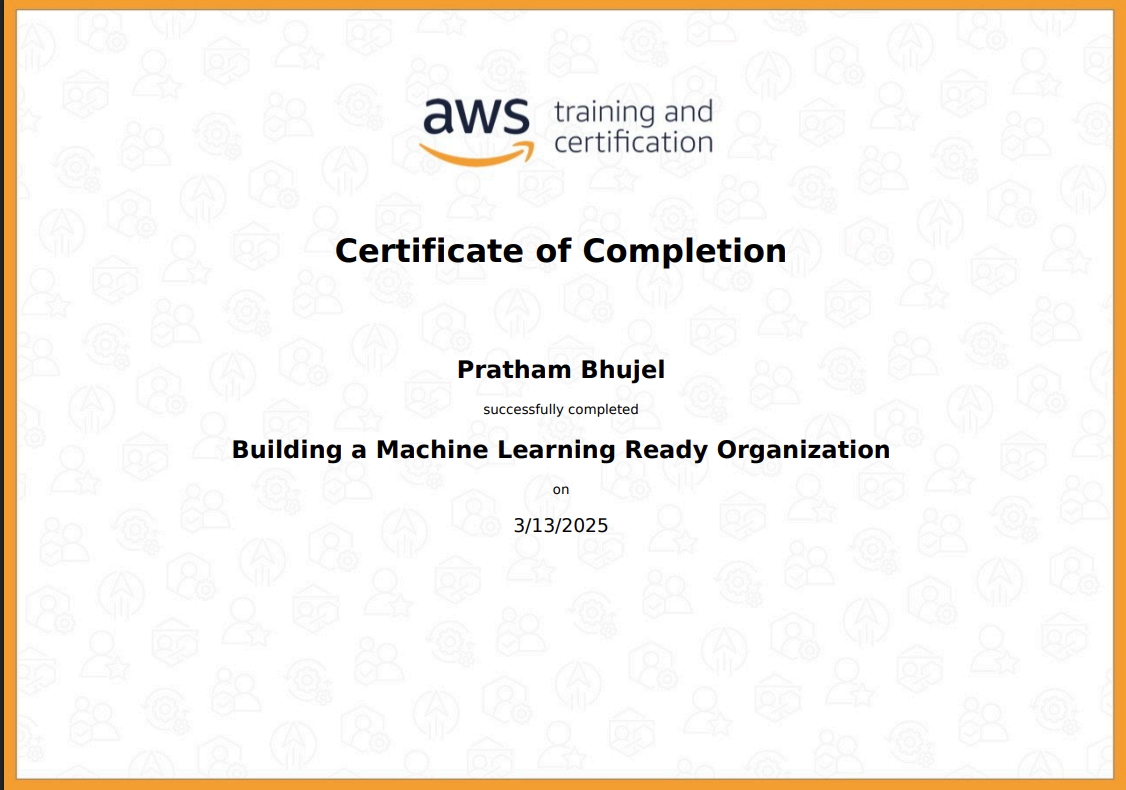 aws training and
certification
Certificate of Completion
Pratham Bhujel
successfully completed
Building a Machine Learning Ready Organization
on
3/13/2025